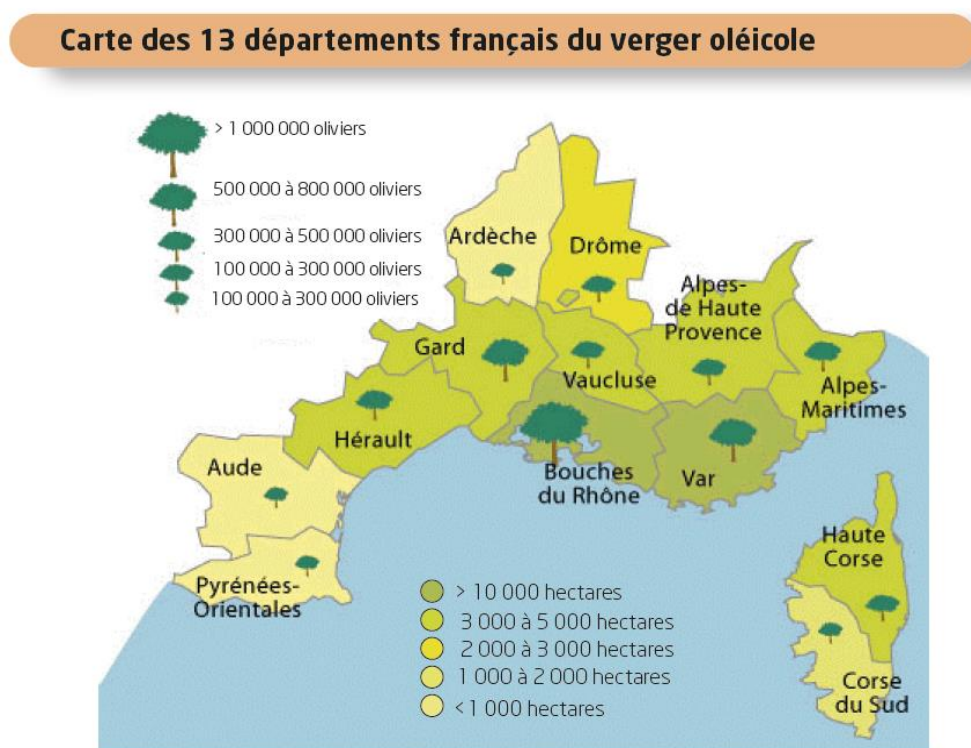 Carte des 13 départements français du verger oléicole
> 1 000 000 oliviers
500 000 à 800 000 oliviers
300 000 à 500 000 oliviers
100 000 à 300 000 oliviers
100 000 à 300 000 oliviers
Ardèche
Drôme
Alpes-
de Haute
Provence
Gard
Vaucluse
Alpes-
Maritimes
Hérault
Bouches
du Rhône
Var
Aude
Pyrénées-
Orientales
Haute
Corse
Corse
du Sud
> 10 000 hectares
3 000 à 5 000 hectares
2 000 à 3 000 hectares
1 000 à 2 000 hectares
< 1 000 hectares